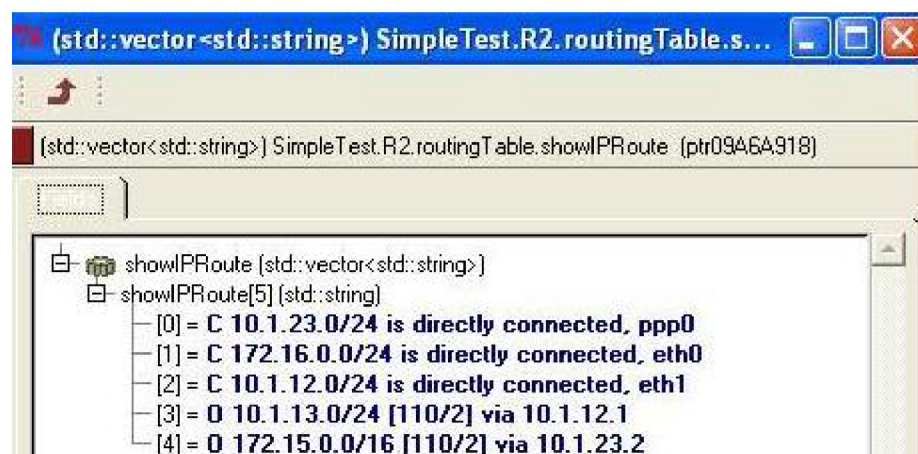 (std::vector<std::string>) SimpleTest.R2.routingTable.s...
(std::vector<std::string>) SimpleTest.R2.routingTable.showIPRoute (ptr09A6A918)
Fields
showIPRoute (std::vector<std::string>)
showIPRoute[5] (std::string)
[0] = C 10.1.23.0/24 is directly connected, ppp0
[1] = C 172.16.0.0/24 is directly connected, eth0
[2] = C 10.1.12.0/24 is directly connected, eth1
[3] = O 10.1.13.0/24 [110/2] via 10.1.12.1
[4] = O 172.15.0.0/16 [110/2] via 10.1.23.2